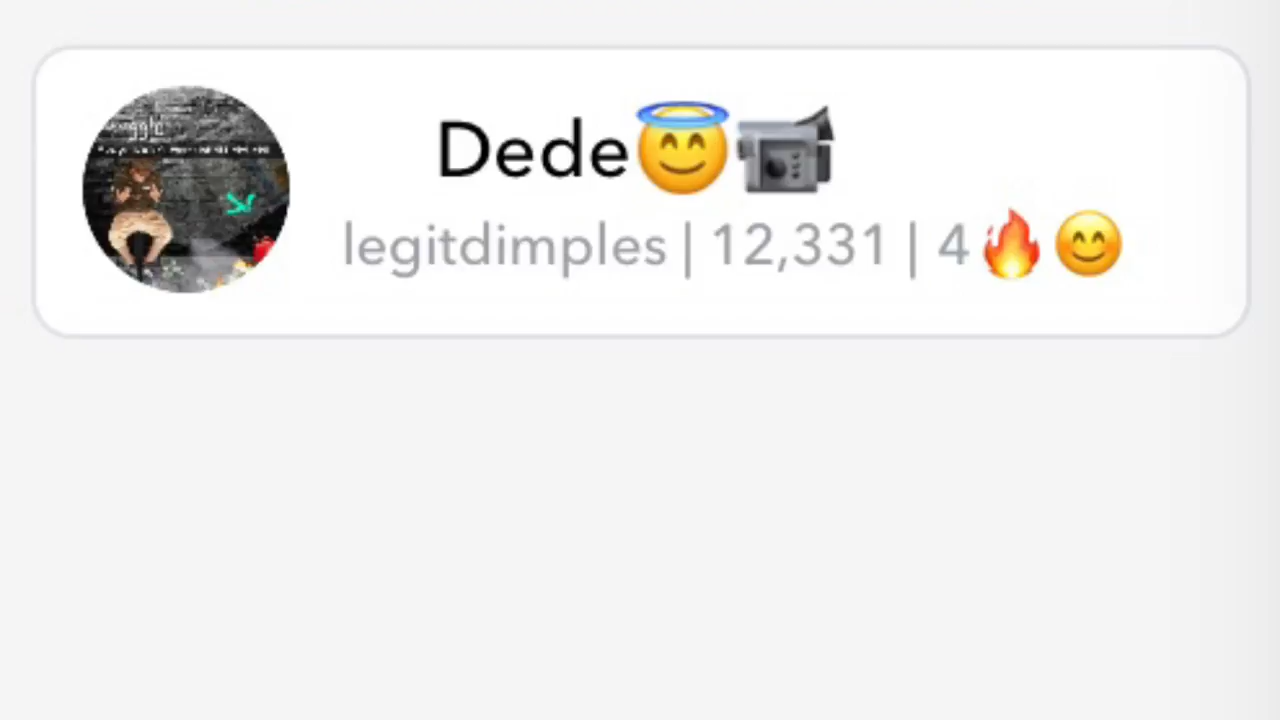 Dede😇📹
legitdimples | 12,331 | 4🔥😊